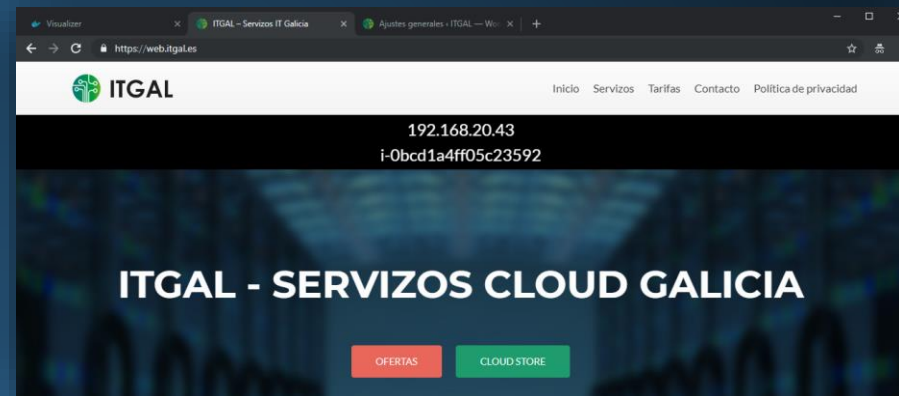 Visualizer
ITGAL – Servizos IT Galicia
Ajustes generales ‹ ITGAL — Wo
https://web.itgal.es
ITGAL
Inicio Servizos Tarifas Contacto Política de privacidad
192.168.20.43
i-0bcd1a4ff05c23592
ITGAL - SERVIZOS CLOUD GALICIA
OFERTAS CLOUD STORE